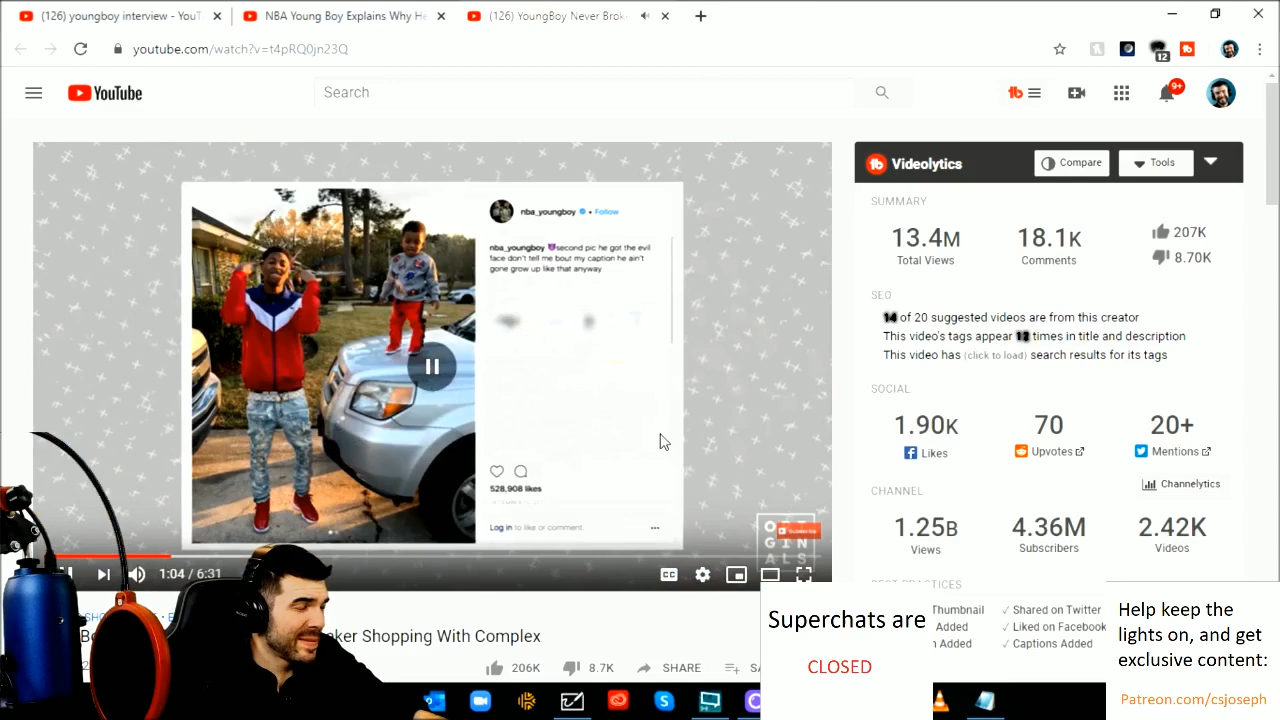 (126) youngboy interview - YouT
NBA Young Boy Explains Why He
(126) YoungBoy Never Brok
youtube.com/watch?v=t4pRQ0jn23Q
12
YouTube
Search
9+
Videolytics
Compare
Tools
nba_youngboy • Follow
nba_youngboy 😈second pic he got the evil
face don't tell me bout my caption he ain't
gone grow up like that anyway
528,908 likes
Log in to like or comment.
Subscribe
SUMMARY
13.4M
Total Views
18.1K
Comments
207K
8.70K
SEO
14 of 20 suggested videos are from this creator
This video's tags appear 13 times in title and description
This video has (click to load) search results for its tags
SOCIAL
1.90K
Likes
70
Upvotes
20+
Mentions
Channelytics
CHANNEL
1.25B
Views
4.36M
Subscribers
2.42K
Videos
1:04 / 6:31
CC
oker Shopping With Complex
206K
8.7K
SHARE
Thumbnail
Added
Added
✓ Shared on Twitter
✓ Liked on Facebook
✓ Captions Added
Superchats are
CLOSED
Help keep the
lights on, and get
exclusive content:
Patreon.com/csjoseph